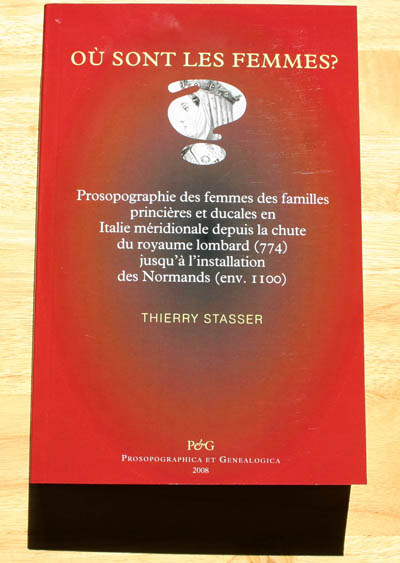 OÙ SONT LES FEMMES?
Prosopographie des femmes des familles
princières et ducales en
Italie méridionale depuis la chute
du royaume lombard (774)
jusqu'à l'installation
des Normands (env. 1100)
THIERRY STASSER
P&G
PROSOPOGRAPHICA ET GENEALOGICA
2008